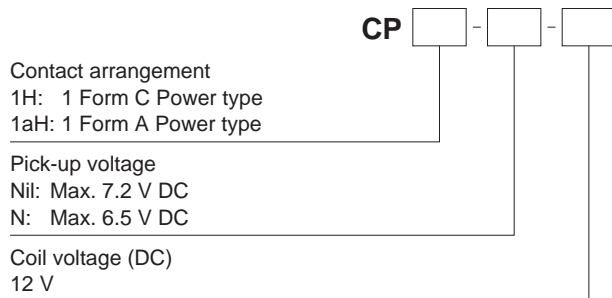 CP - -
Contact arrangement
1H: 1 Form C Power type
1aH: 1 Form A Power type
Pick-up voltage
Nil: Max. 7.2 V DC
N: Max. 6.5 V DC
Coil voltage (DC)
12 V